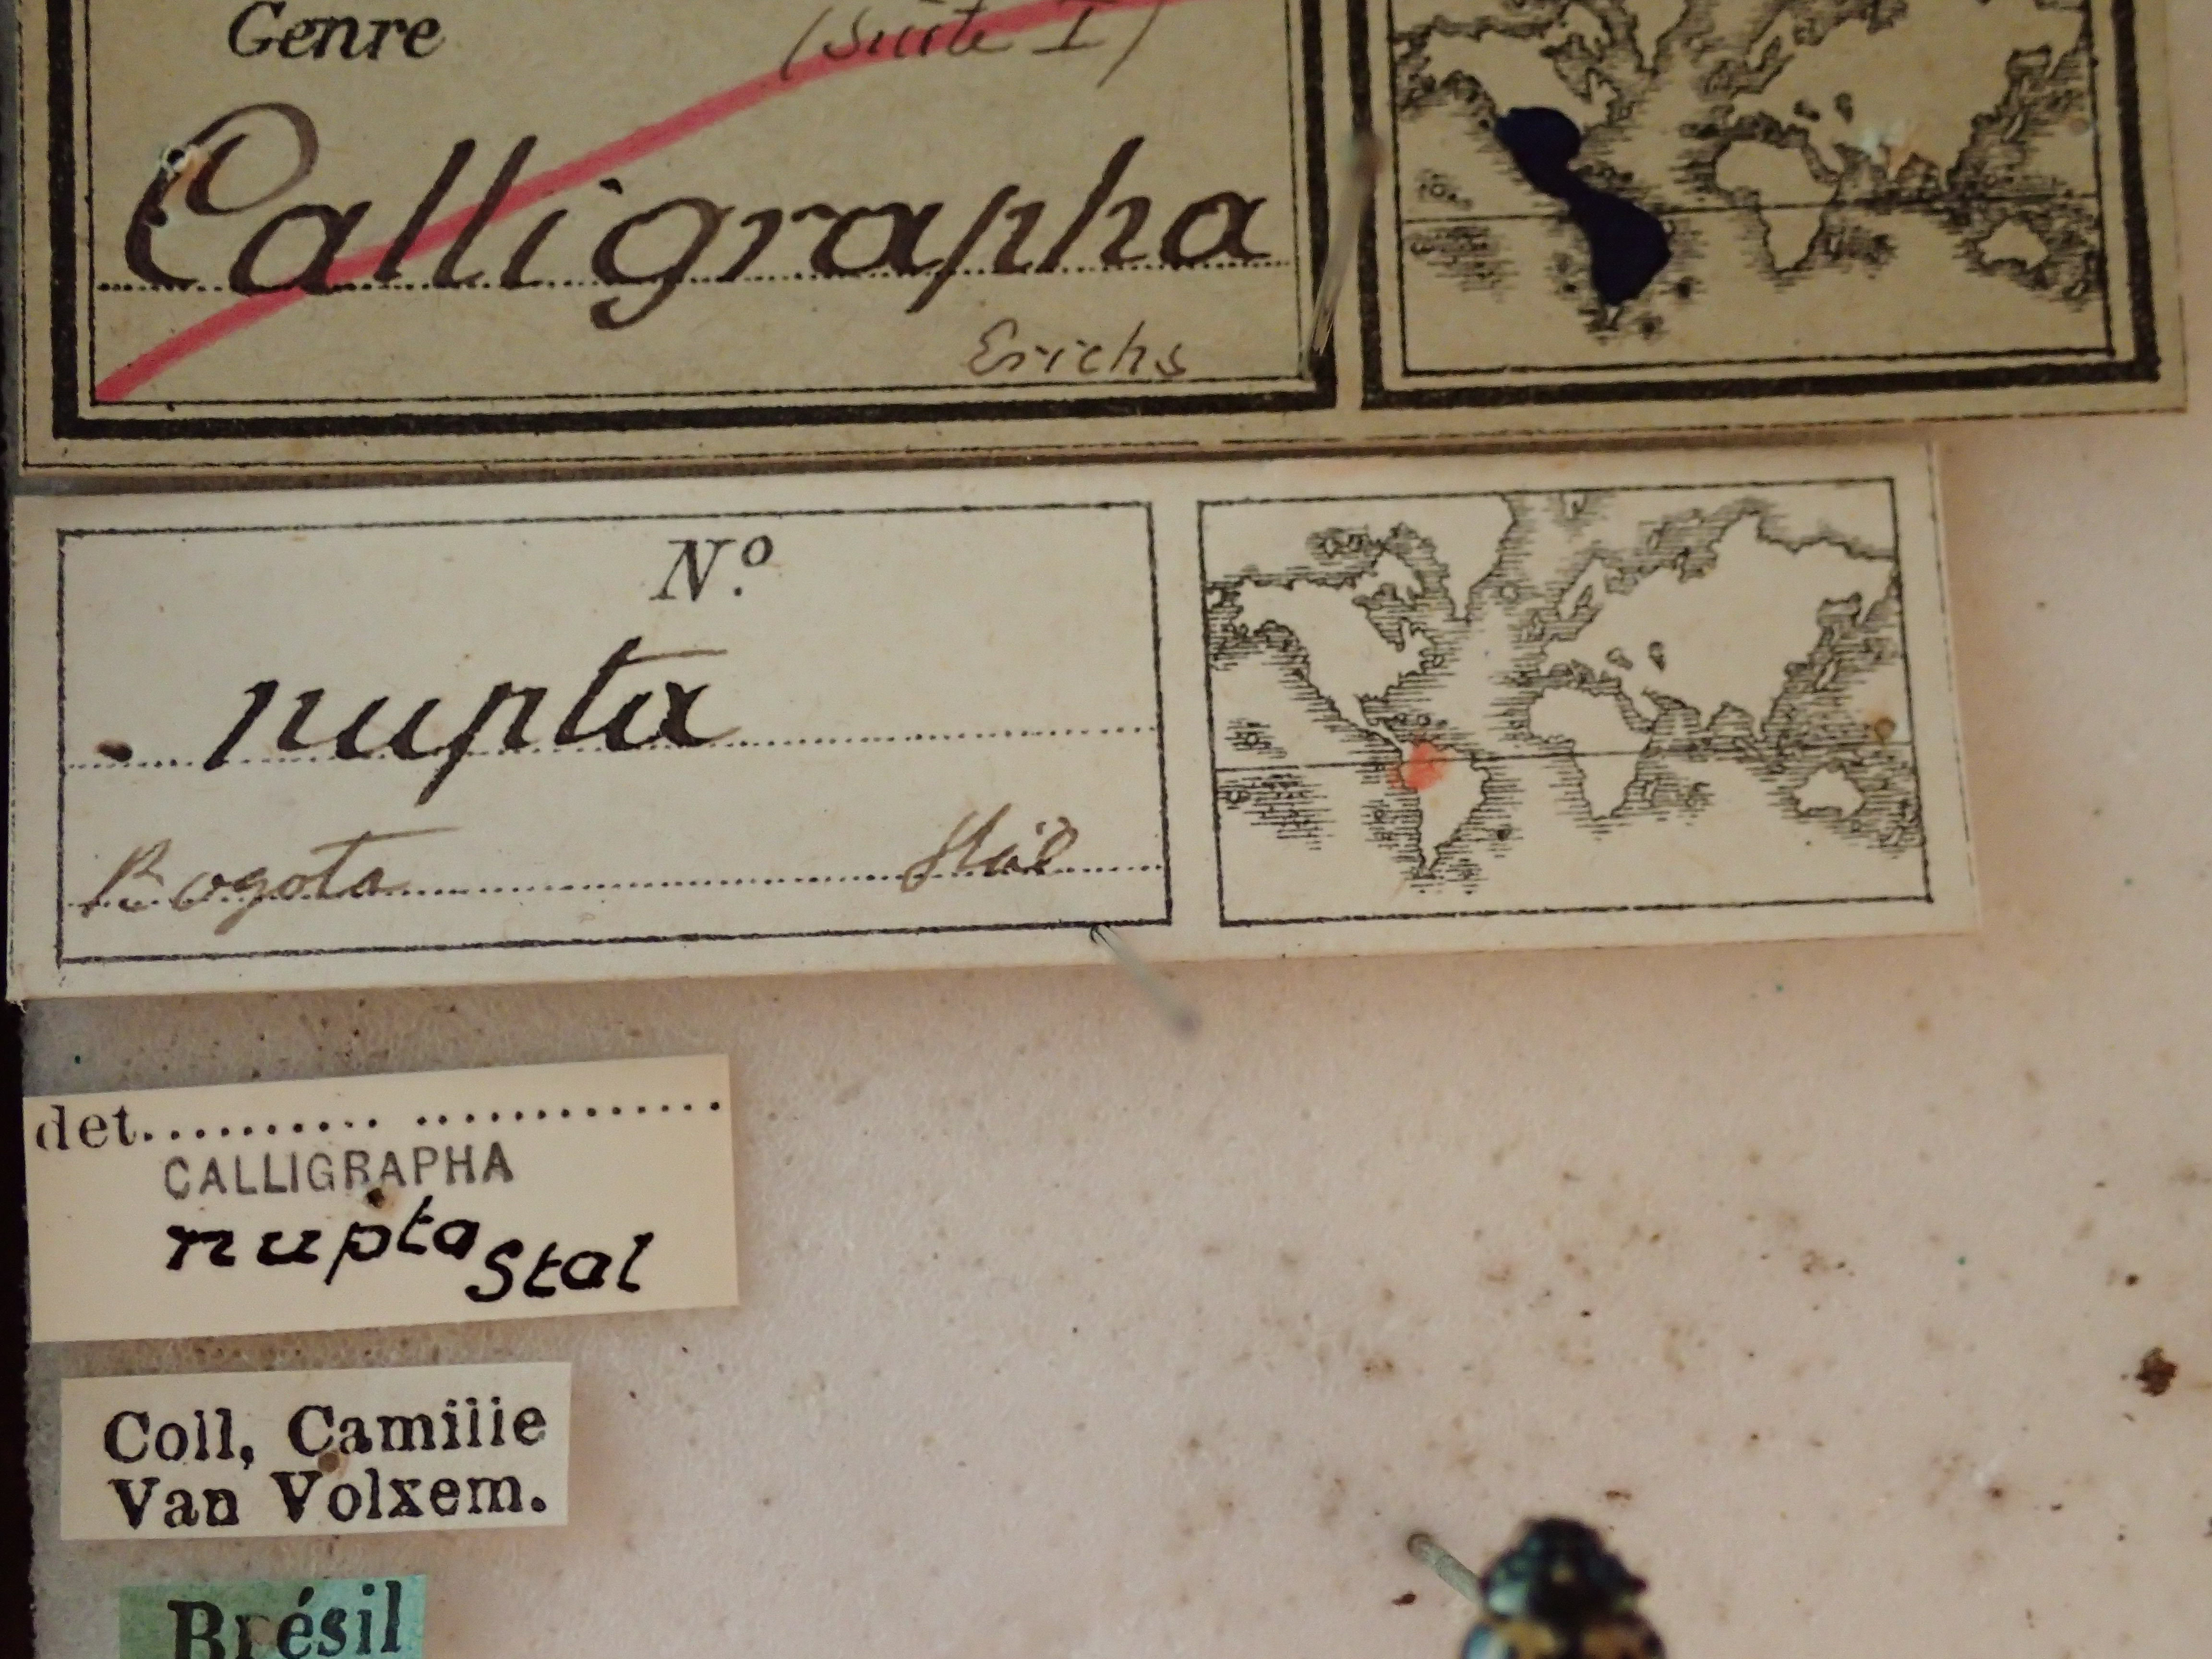 Genre (Suite I)
Calligrapha
Erichs
N.º
nupta
Bogota Stål
det.
CALLIGRAPHA
nupta Stal
Coll, Camille
Van Volxem.
Brésil